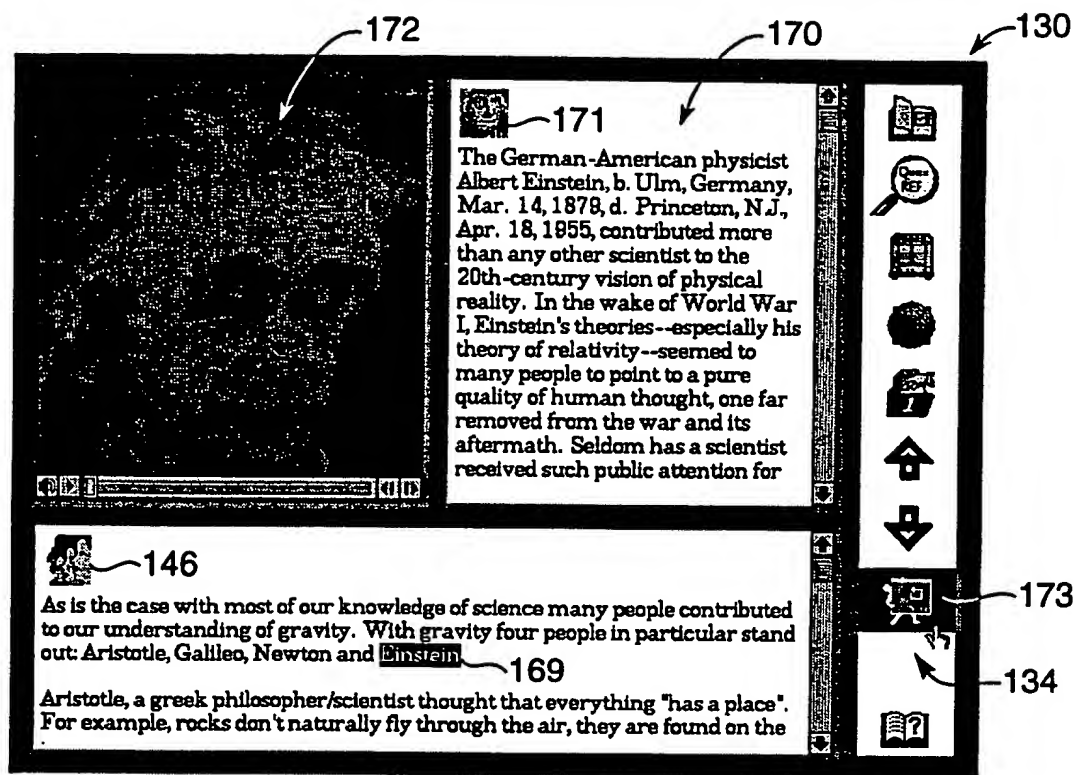 172
170
130
171
The German-American physicist
Albert Einstein, b. Ulm, Germany,
Mar. 14, 1879, d. Princeton, N.J.,
Apr. 18, 1955, contributed more
than any other scientist to the
20th-century vision of physical
reality. In the wake of World War
I, Einstein's theories--especially his
theory of relativity--seemed to
many people to point to a pure
quality of human thought, one far
removed from the war and its
aftermath. Seldom has a scientist
received such public attention for
REF.
1
146
As is the case with most of our knowledge of science many people contributed
to our understanding of gravity. With gravity four people in particular stand
out: Aristotle, Galileo, Newton and Einstein
169
Aristotle, a greek philosopher/scientist thought that everything "has a place".
For example, rocks don't naturally fly through the air, they are found on the
173
134
?